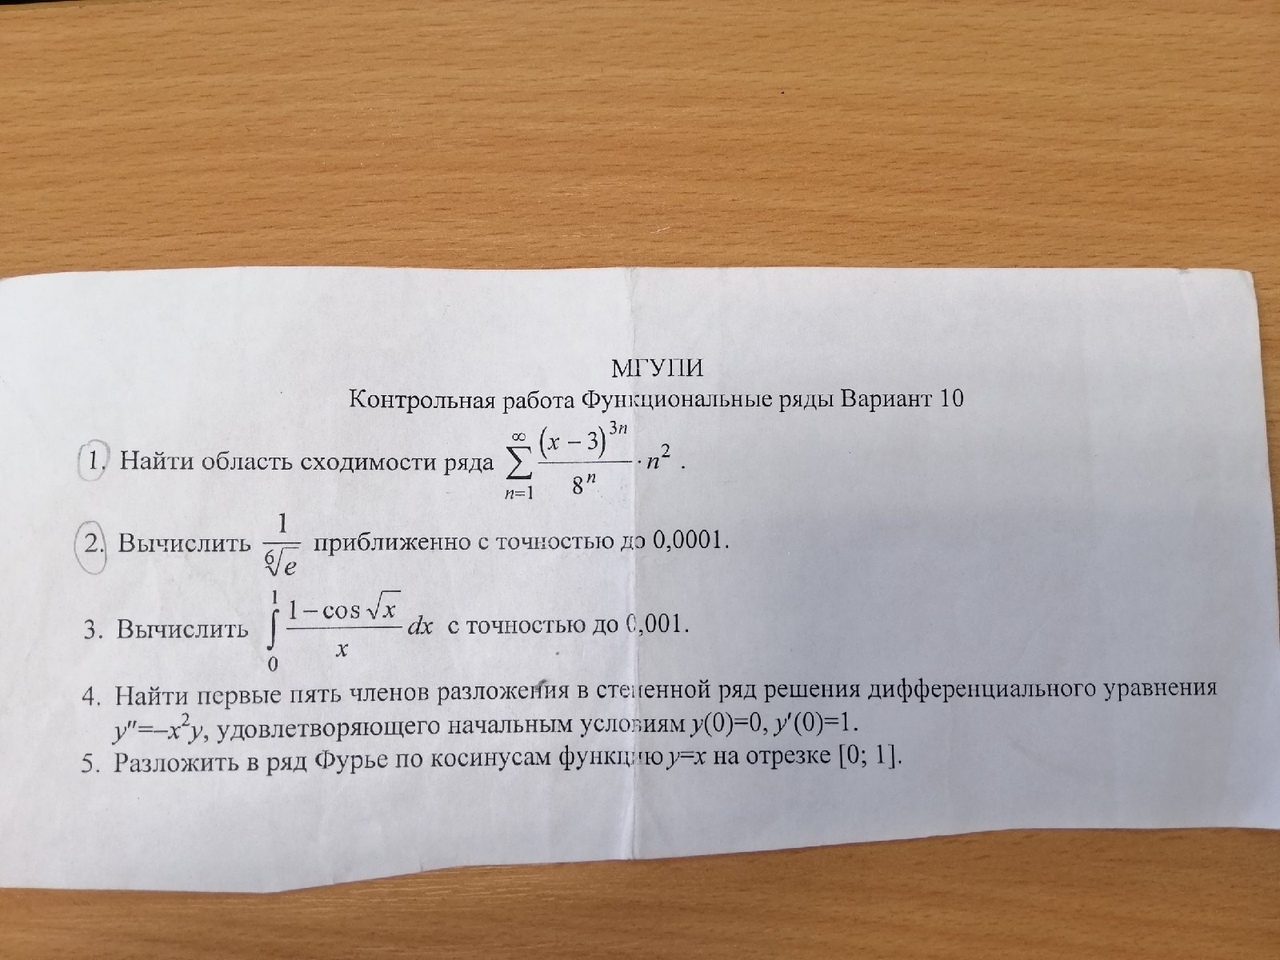 МГУПИ
Контрольная работа Функциональные ряды Вариант 10
1. Найти область сходимости ряда $\sum_{n=1}^{\infty} \frac{(x-3)^{3n}}{8^n} \cdot n^2$ .
2. Вычислить $\frac{1}{\sqrt[6]{e}}$ приближенно с точностью до 0,0001.
3. Вычислить $\int_0^1 \frac{1-\cos\sqrt{x}}{x} dx$ с точностью до 0,001.
4. Найти первые пять членов разложения в степенной ряд решения дифференциального уравнения
y″=–x²y, удовлетворяющего начальным условиям y(0)=0, y′(0)=1.
5. Разложить в ряд Фурье по косинусам функцию y=x на отрезке [0; 1].